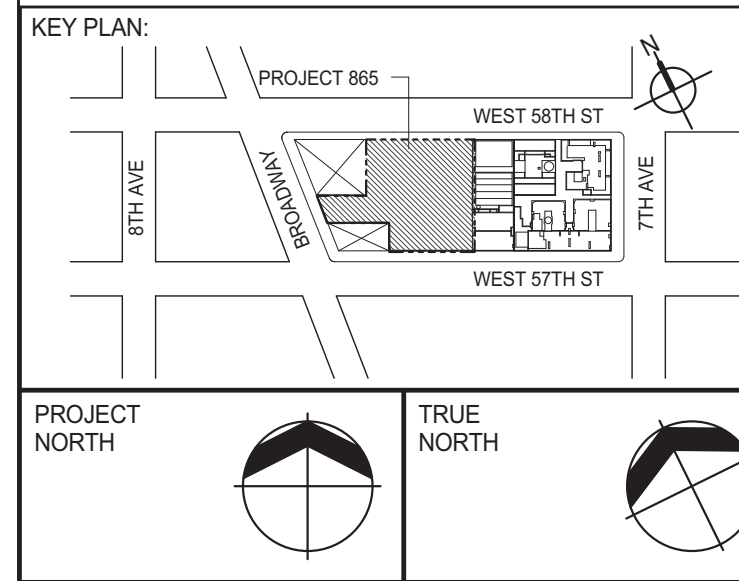 KEY PLAN:
PROJECT 865
N
WEST 58TH ST
8TH AVE
BROADWAY
7TH AVE
WEST 57TH ST
PROJECT
NORTH
TRUE
NORTH